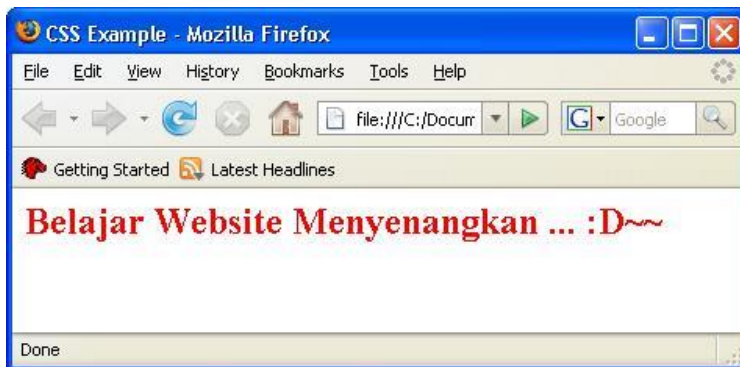 CSS Example - Mozilla Firefox
File Edit View History Bookmarks Tools Help
file:///C:/Docum G Google
Getting Started Latest Headlines
Belajar Website Menyenangkan ... :D~~
Done